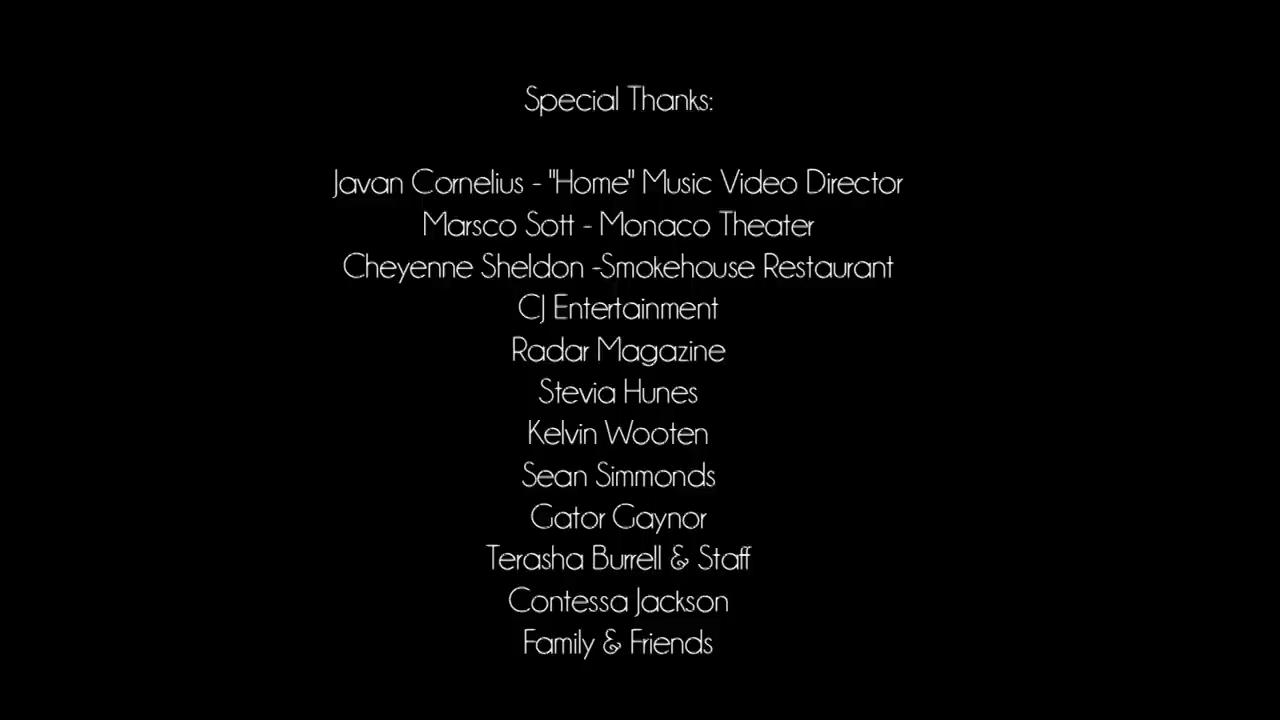 Special Thanks:
Javan Cornelius - "Home" Music Video Director
Marsco Sott - Monaco Theater
Cheyenne Sheldon -Smokehouse Restaurant
CJ Entertainment
Radar Magazine
Stevia Hunes
Kelvin Wooten
Sean Simmonds
Gator Gaynor
Terasha Burrell & Staff
Contessa Jackson
Family & Friends